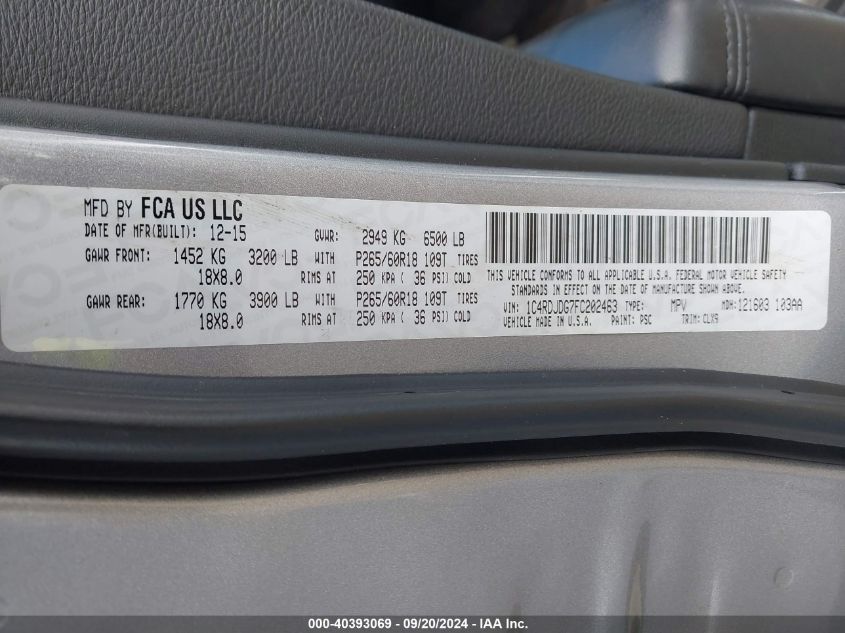 MFD BY FCA US LLC
DATE OF MFR(BUILT): 12-15 GVWR: 2949 KG 6500 LB
GAWR FRONT: 1452 KG 3200 LB WITH P265/60R18 109T TIRES
18X8.0 RIMS AT 250 KPA ( 36 PSI) COLD
GAWR REAR: 1770 KG 3900 LB WITH P265/60R18 109T TIRES
18X8.0 RIMS AT 250 KPA ( 36 PSI) COLD
THIS VEHICLE CONFORMS TO ALL APPLICABLE U.S.A. FEDERAL MOTOR VEHICLE SAFETY
STANDARDS IN EFFECT ON THE DATE OF MANUFACTURE SHOWN ABOVE.
VIN: 1C4RDJDG7FC202463 TYPE: MPV MDH: 121603 103AA
VEHICLE MADE IN U.S.A. PAINT: PSC TRIM: CLX9
000-40393069 - 09/20/2024 - IAA Inc.